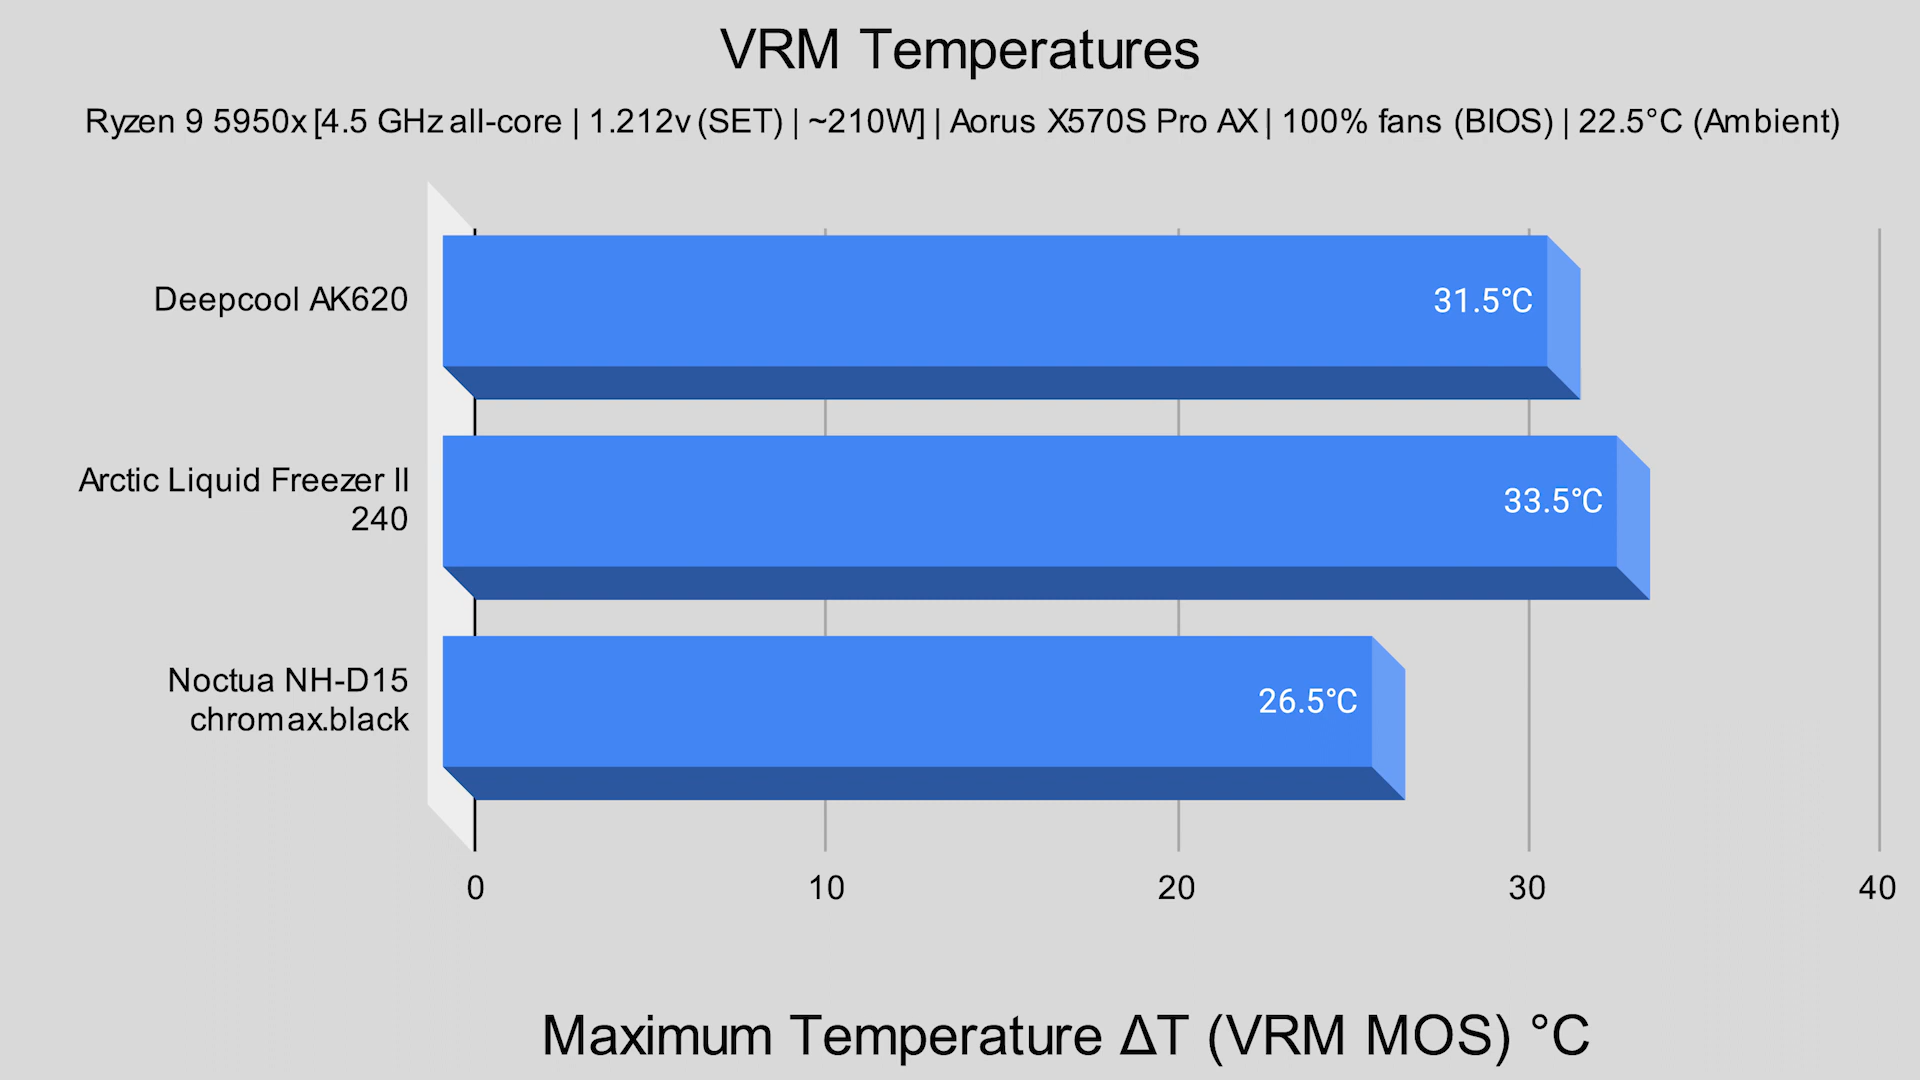 VRM Temperatures
Ryzen 9 5950x [4.5 GHz all-core | 1.212v (SET) | ~210W] | Aorus X570S Pro AX | 100% fans (BIOS) | 22.5°C (Ambient)
Deepcool AK620
31.5°C
Arctic Liquid Freezer II
240
33.5°C
Noctua NH-D15
chromax.black
26.5°C
0 10 20 30 40
Maximum Temperature ΔT (VRM MOS) °C